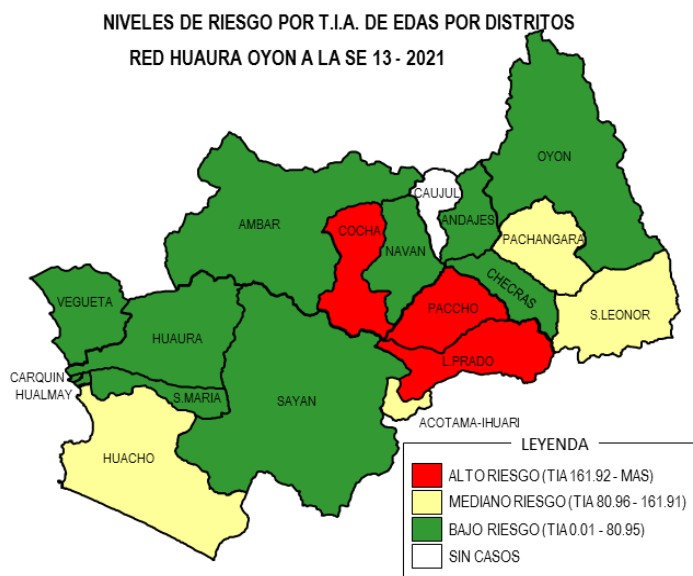 NIVELES DE RIESGO POR T.I.A. DE EDAS POR DISTRITOS
RED HUAURA OYON A LA SE 13 - 2021
OYON
CAUJUL
ANDAJES
AMBAR
COCHA
NAVAN
PACHANGARA
CHECRAS
VEGUETA
PACCHO
S.LEONOR
HUAURA
L.PRADO
CARQUIN
HUALMAY
S.MARIA
SAYAN
ACOTAMA-IHUARI
HUACHO
LEYENDA
ALTO RIESGO (TIA 161.92 - MAS)
MEDIANO RIESGO (TIA 80.96 - 161.91)
BAJO RIESGO (TIA 0.01 - 80.95)
SIN CASOS